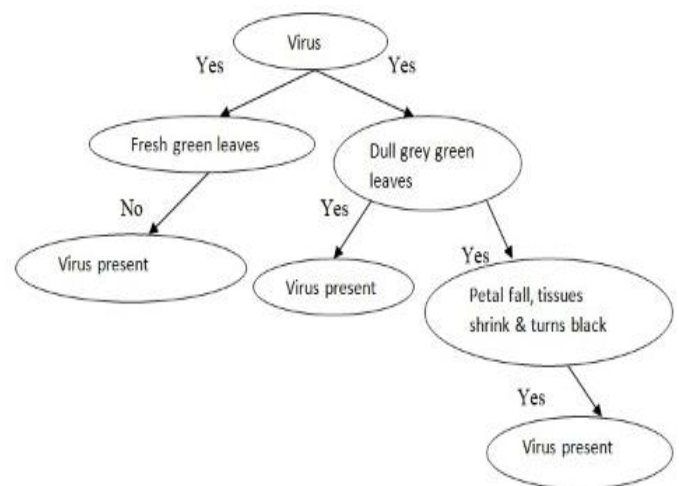 Virus
Yes
Yes
Fresh green leaves
Dull grey green
leaves
No
Yes
Yes
Virus present
Virus present
Petal fall, tissues
shrink & turns black
Yes
Virus present